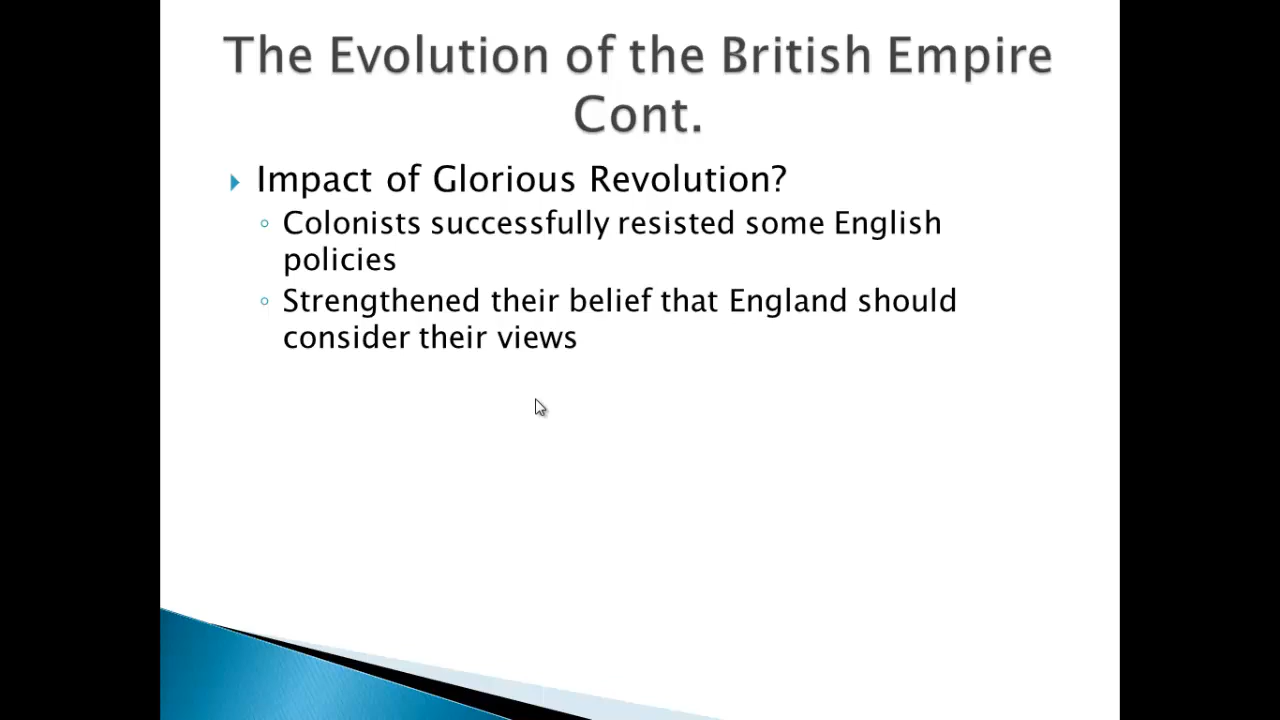 The Evolution of the British Empire
Cont.
Impact of Glorious Revolution?
Colonists successfully resisted some English
policies
Strengthened their belief that England should
consider their views